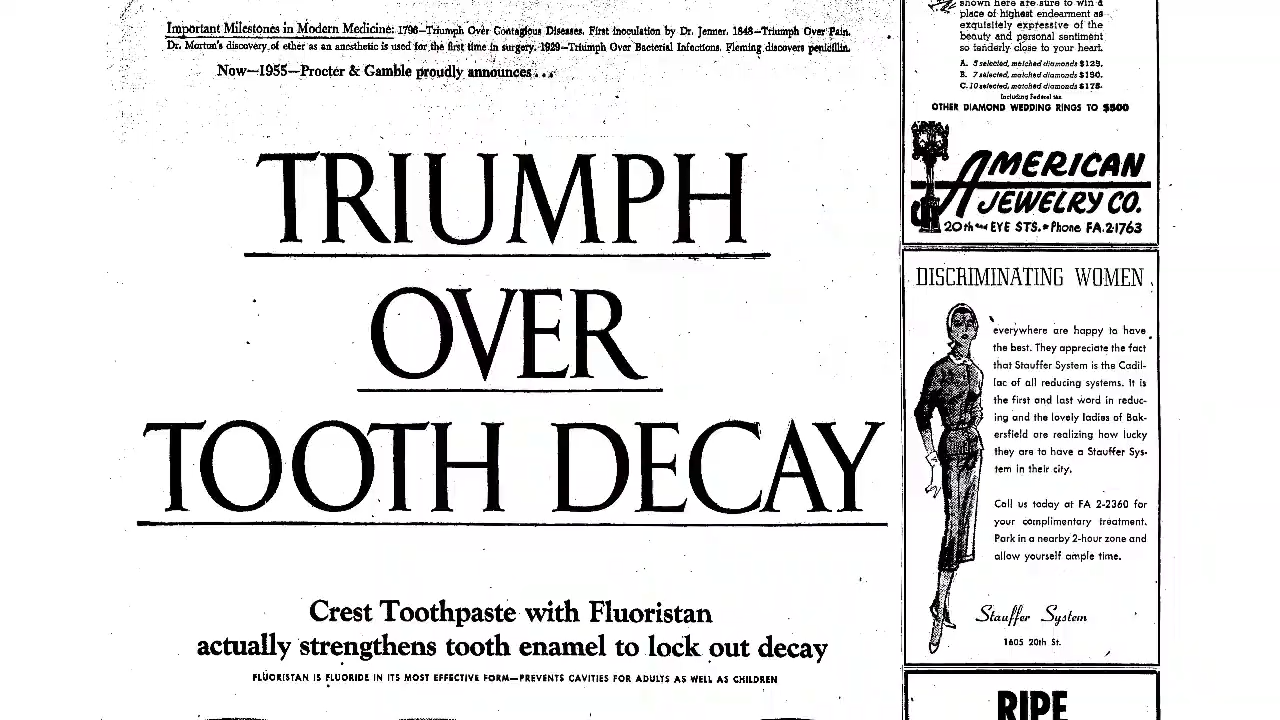 Important Milestones in Modern Medicine: 1796—Triumph Over Contagious Diseases. First inoculation by Dr. Jenner. 1848—Triumph Over Pain.
Dr. Morton's discovery of ether as an anesthetic is used for the first time in surgery. 1929—Triumph Over Bacterial Infections. Fleming discovers penicillin.
Now—1955—Procter & Gamble proudly announces...
TRIUMPH
OVER
TOOTH DECAY
Crest Toothpaste with Fluoristan
actually strengthens tooth enamel to lock out decay
FLUORISTAN IS FLUORIDE IN ITS MOST EFFECTIVE FORM—PREVENTS CAVITIES FOR ADULTS AS WELL AS CHILDREN
shown here are sure to win a
place of highest endearment as
exquisitely expressive of the
beauty and personal sentiment
so tenderly close to your heart.
A. 5 selected, matched diamonds $125.
B. 7 selected, matched diamonds $150.
C. 10 selected, matched diamonds $175.
Including Federal tax
OTHER DIAMOND WEDDING RINGS TO $500
AMERICAN
JEWELRY CO.
20th and EYE STS. • Phone FA.2-1763
DISCRIMINATING WOMEN
everywhere are happy to have
the best. They appreciate the fact
that Stauffer System is the Cadil-
lac of all reducing systems. It is
the first and last word in reduc-
ing and the lovely ladies of Bak-
ersfield are realizing how lucky
they are to have a Stauffer Sys-
tem in their city.
Call us today at FA 2-2360 for
your complimentary treatment.
Park in a nearby 2-hour zone and
allow yourself ample time.
Stauffer System
1605 20th St.
RIPE